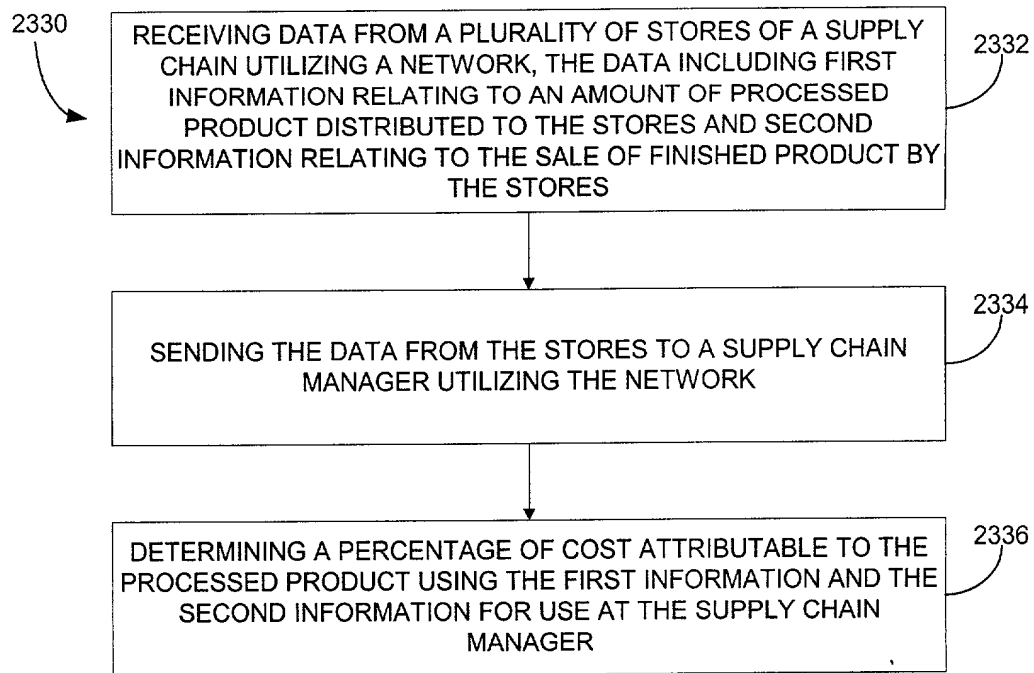 2330
RECEIVING DATA FROM A PLURALITY OF STORES OF A SUPPLY
CHAIN UTILIZING A NETWORK, THE DATA INCLUDING FIRST
INFORMATION RELATING TO AN AMOUNT OF PROCESSED
PRODUCT DISTRIBUTED TO THE STORES AND SECOND
INFORMATION RELATING TO THE SALE OF FINISHED PRODUCT BY
THE STORES
2332
SENDING THE DATA FROM THE STORES TO A SUPPLY CHAIN
MANAGER UTILIZING THE NETWORK
2334
DETERMINING A PERCENTAGE OF COST ATTRIBUTABLE TO THE
PROCESSED PRODUCT USING THE FIRST INFORMATION AND THE
SECOND INFORMATION FOR USE AT THE SUPPLY CHAIN
MANAGER
2336